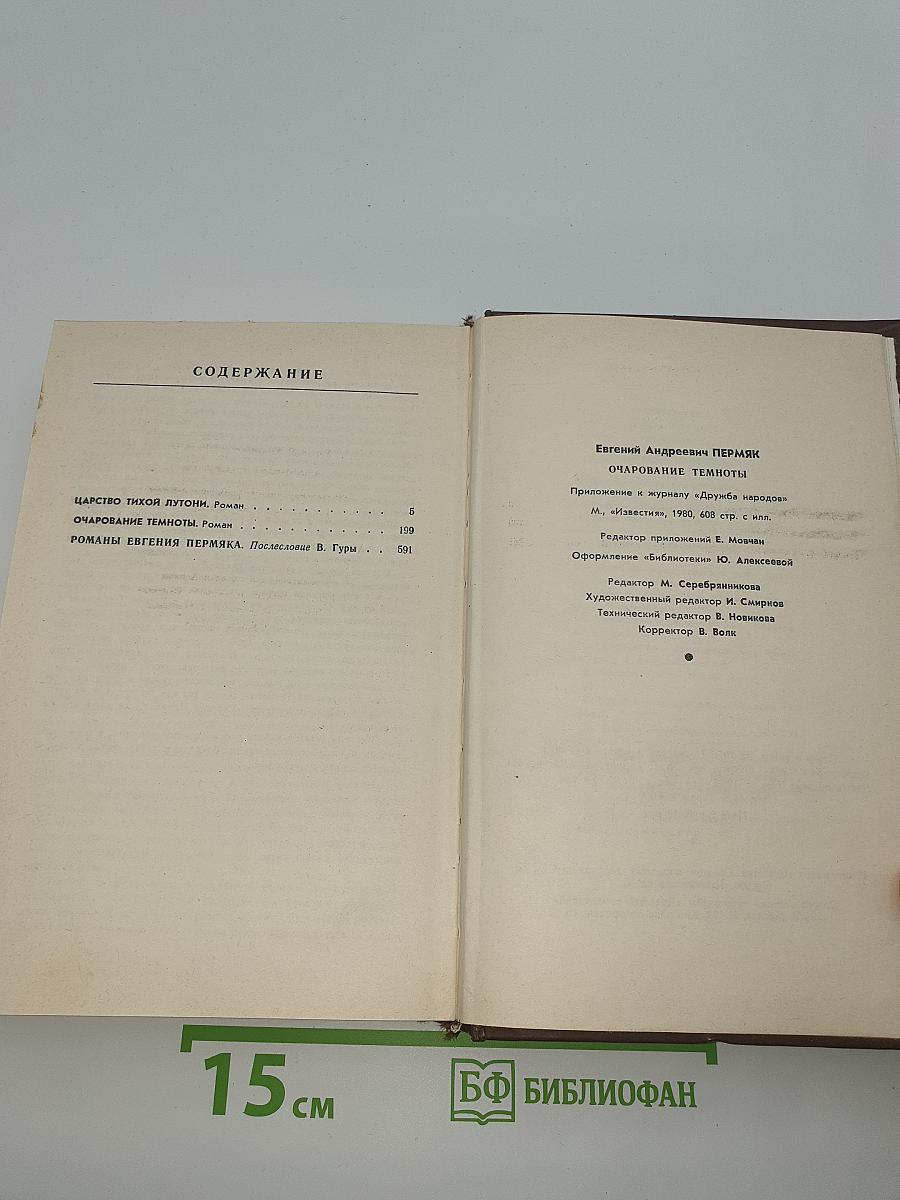 СОДЕРЖАНИЕ
ЦАРСТВО ТИХОЙ ЛУТОНИ. Роман . . . . . . . . . . . 5
ОЧАРОВАНИЕ ТЕМНОТЫ. Роман . . . . . . . . . . . . 199
РОМАНЫ ЕВГЕНИЯ ПЕРМЯКА. Послесловие В. Гуры . . 591
Евгений Андреевич ПЕРМЯК
ОЧАРОВАНИЕ ТЕМНОТЫ
Приложение к журналу «Дружба народов»
М., «Известия», 1980, 608 стр. с илл.
Редактор приложений Е. Мовчан
Оформление «Библиотеки» Ю. Алексеевой
Редактор М. Серебрянникова
Художественный редактор И. Смирнов
Технический редактор В. Новикова
Корректор В. Волк
15 см
БФ БИБЛИОФАН